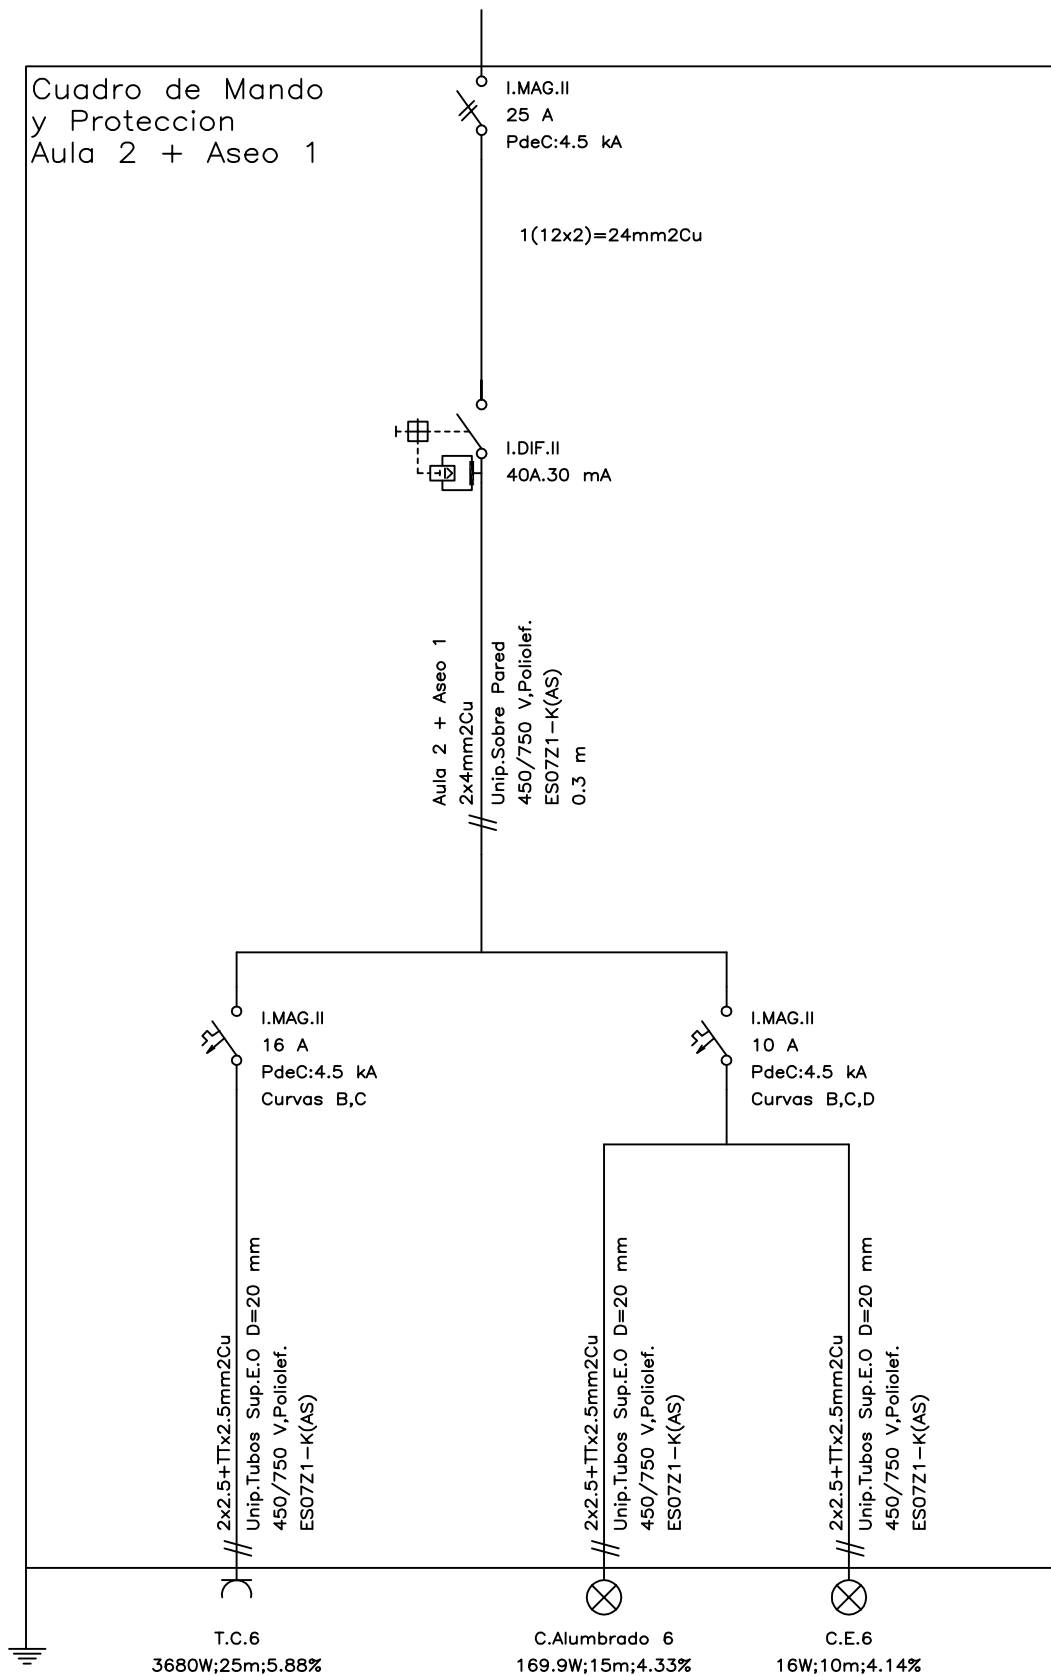 Cuadro de Mando
y Proteccion
Aula 2 + Aseo 1
I.MAG.II
25 A
PdeC:4.5 kA
1(12x2)=24mm2Cu
I.DIF.II
40A.30 mA
Aula 2 + Aseo 1
2x4mm2Cu
Unip.Sobre Pared
450/750 V,Poliolef.
ES07Z1-K(AS)
0.3 m
I.MAG.II
16 A
PdeC:4.5 kA
Curvas B,C
I.MAG.II
10 A
PdeC:4.5 kA
Curvas B,C,D
2x2.5+TTx2.5mm2Cu
Unip.Tubos Sup.E.O D=20 mm
450/750 V,Poliolef.
ES07Z1-K(AS)
2x2.5+TTx2.5mm2Cu
Unip.Tubos Sup.E.O D=20 mm
450/750 V,Poliolef.
ES07Z1-K(AS)
2x2.5+TTx2.5mm2Cu
Unip.Tubos Sup.E.O D=20 mm
450/750 V,Poliolef.
ES07Z1-K(AS)
T.C.6
3680W;25m;5.88%
C.Alumbrado 6
169.9W;15m;4.33%
C.E.6
16W;10m;4.14%